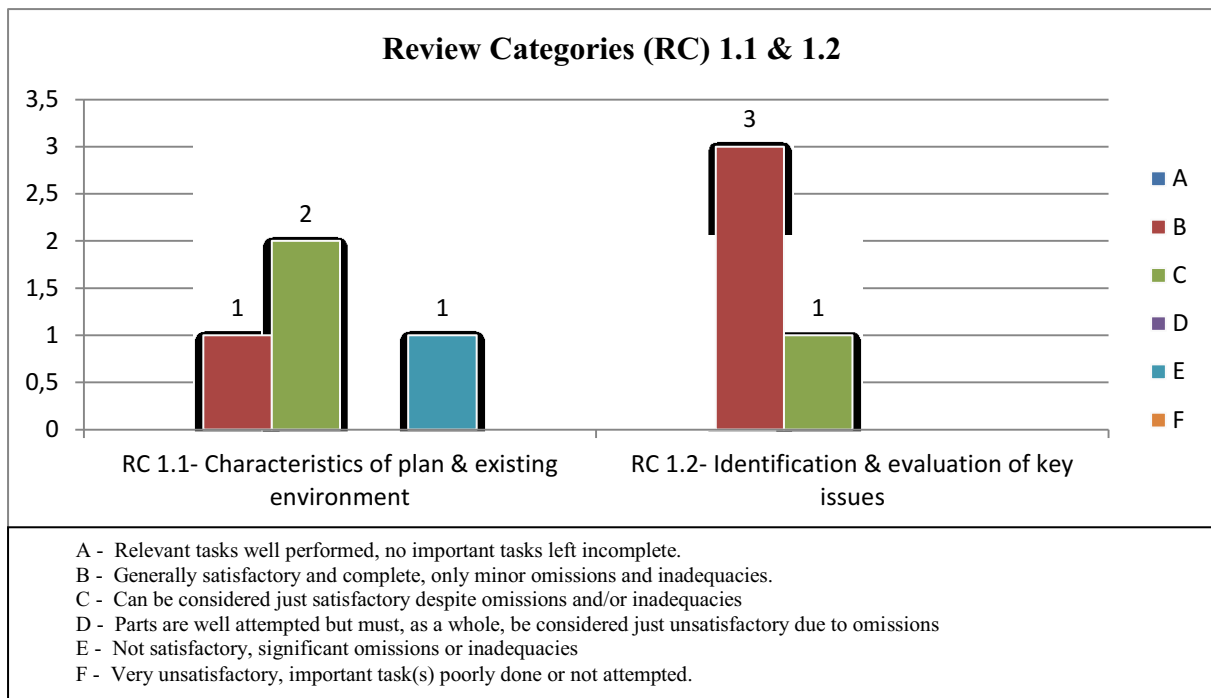 Review Categories (RC) 1.1 & 1.2
3,5
3
2,5
2
1,5
1
0,5
0
1
2
1
3
1
RC 1.1- Characteristics of plan & existing
environment
RC 1.2- Identification & evaluation of key
issues
A
B
C
D
E
F
A - Relevant tasks well performed, no important tasks left incomplete.
B - Generally satisfactory and complete, only minor omissions and inadequacies.
C - Can be considered just satisfactory despite omissions and/or inadequacies
D - Parts are well attempted but must, as a whole, be considered just unsatisfactory due to omissions
E - Not satisfactory, significant omissions or inadequacies
F - Very unsatisfactory, important task(s) poorly done or not attempted.